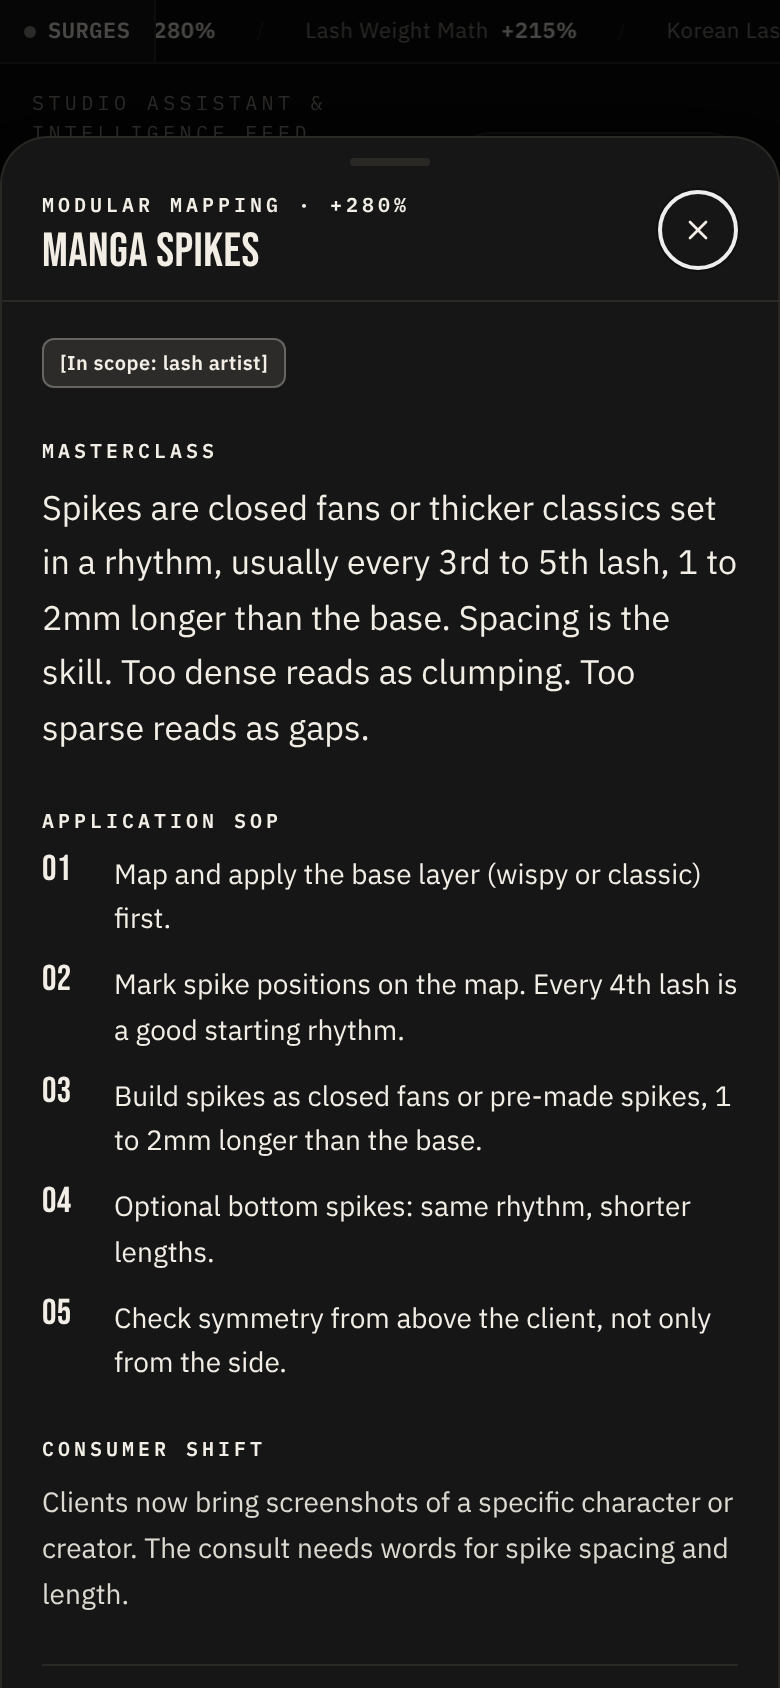 SURGES 280% / Lash Weight Math +215% / Korean Las
STUDIO ASSISTANT &
INTELLIGENCE FEED
MODULAR MAPPING · +280%
MANGA SPIKES
[In scope: lash artist]
MASTERCLASS
Spikes are closed fans or thicker classics set
in a rhythm, usually every 3rd to 5th lash, 1 to
2mm longer than the base. Spacing is the
skill. Too dense reads as clumping. Too
sparse reads as gaps.
APPLICATION SOP
01 Map and apply the base layer (wispy or classic)
first.
02 Mark spike positions on the map. Every 4th lash is
a good starting rhythm.
03 Build spikes as closed fans or pre-made spikes, 1
to 2mm longer than the base.
04 Optional bottom spikes: same rhythm, shorter
lengths.
05 Check symmetry from above the client, not only
from the side.
CONSUMER SHIFT
Clients now bring screenshots of a specific character or
creator. The consult needs words for spike spacing and
length.